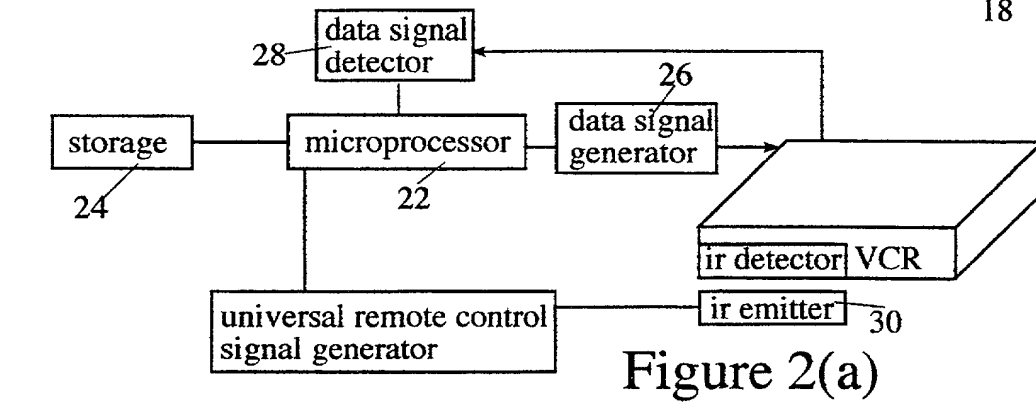 18
data signal
detector
28
26
storage
microprocessor
data signal
generator
24
22
ir detector VCR
universal remote control
signal generator
ir emitter
30
Figure 2(a)